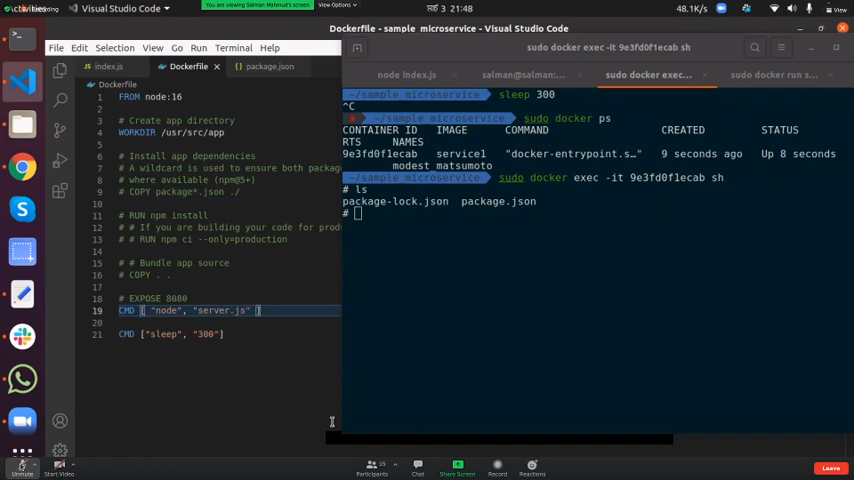 Activities
Visual Studio Code
You are viewing Salman Mahmud's screen
View Options
21:48
48.1K/s
Dockerfile - sample_microservice - Visual Studio Code
File Edit Selection View Go Run Terminal Help
index.js Dockerfile package.json
Dockerfile
1 FROM node:16
2
3 # Create app directory
4 WORKDIR /usr/src/app
5
6 # Install app dependencies
7 # A wildcard is used to ensure both packag
8 # where available (npm@5+)
9 # COPY package*.json ./
10
11 # RUN npm install
12 # # If you are building your code for prod
13 # # RUN npm ci --only=production
14
15 # # Bundle app source
16 # COPY . .
17
18 # EXPOSE 8080
19 CMD [ "node", "server.js" ]
20
21 CMD ["sleep", "300"]
sudo docker exec -it 9e3fd0f1ecab sh
node index.js salman@salman:... sudo docker exec... sudo docker run s...
~/sample_microservice sleep 300
^C
~/sample_microservice sudo docker ps
CONTAINER ID IMAGE COMMAND CREATED STATUS
RTS NAMES
9e3fd0f1ecab service1 "docker-entrypoint.s…" 9 seconds ago Up 8 seconds
modest_matsumoto
~/sample_microservice sudo docker exec -it 9e3fd0f1ecab sh
# ls
package-lock.json package.json
#
Unmute Start Video Participants 15 Chat Share Screen Record Reactions Leave